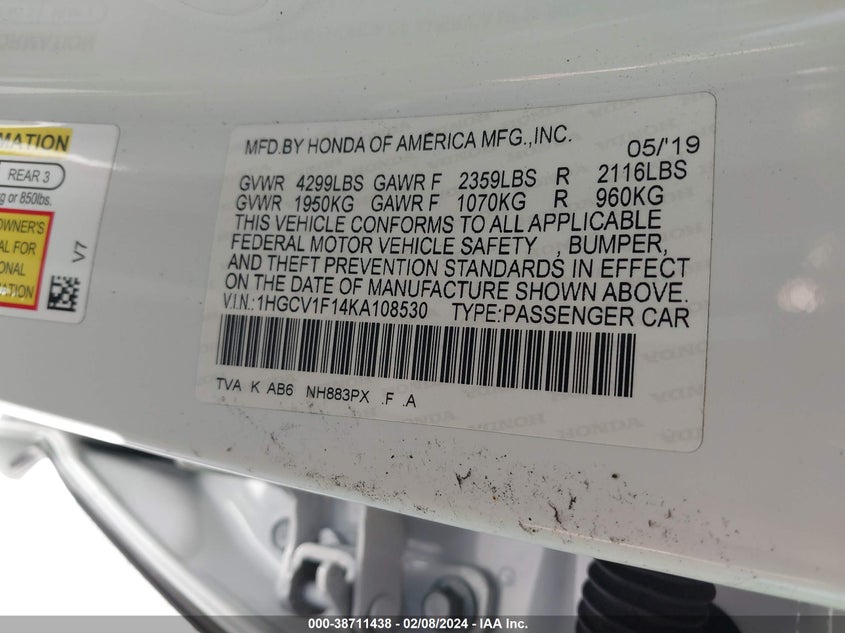 MATION
REAR 3
g or 850lbs.
OWNER'S
AL FOR
ONAL
ATION
V7
MFD.BY HONDA OF AMERICA MFG.,INC. 05/'19
GVWR 4299LBS GAWR F 2359LBS R 2116LBS
GVWR 1950KG GAWR F 1070KG R 960KG
THIS VEHICLE CONFORMS TO ALL APPLICABLE
FEDERAL MOTOR VEHICLE SAFETY , BUMPER,
AND THEFT PREVENTION STANDARDS IN EFFECT
ON THE DATE OF MANUFACTURE SHOWN ABOVE.
V.I.N.:1HGCV1F14KA108530 TYPE:PASSENGER CAR
TVA K AB6 NH883PX .F .A
HONDA
000-38711438 - 02/08/2024 - IAA Inc.